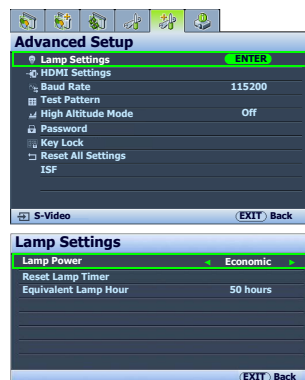 Advanced Setup
Lamp Settings ENTER
HDMI Settings
Baud Rate 115200
Test Pattern
High Altitude Mode Off
Password
Key Lock
Reset All Settings
ISF
S-Video EXIT Back
Lamp Settings
Lamp Power Economic
Reset Lamp Timer
Equivalent Lamp Hour 50 hours
EXIT Back